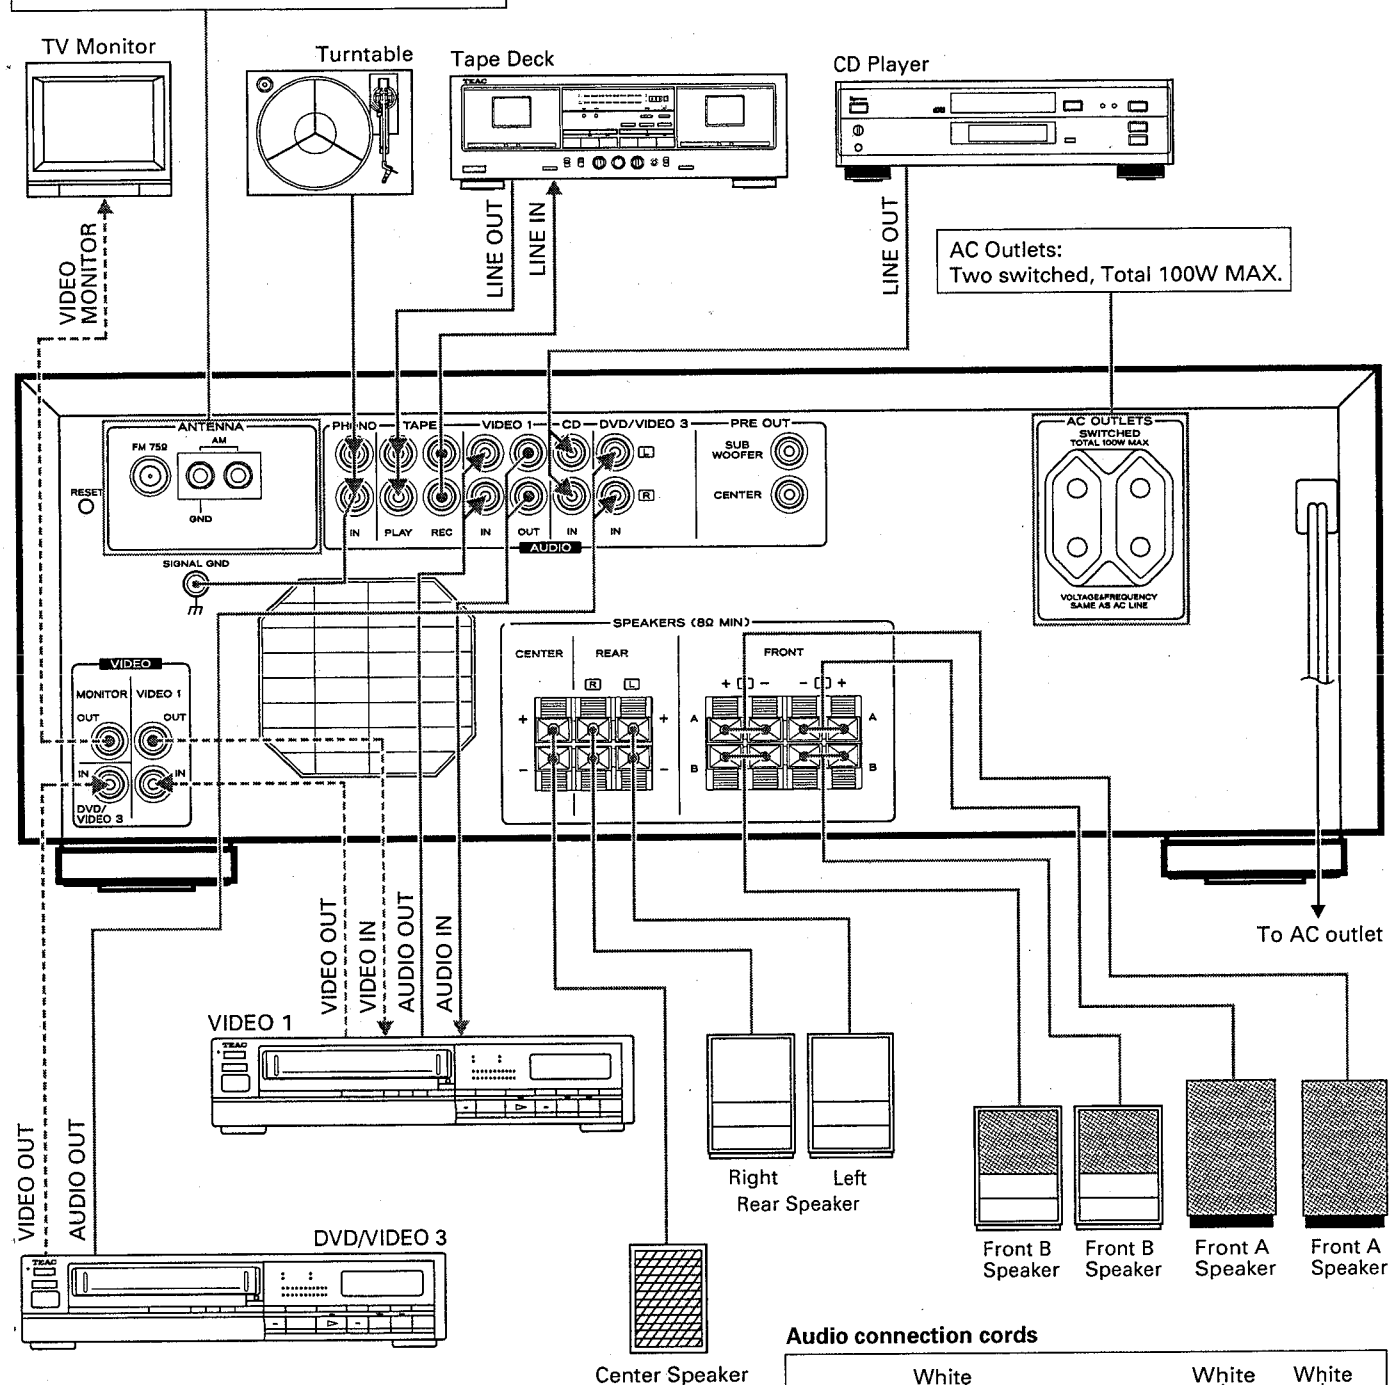 TV Monitor
Turntable
Tape Deck
CD Player
TEAC
VIDEO
MONITOR
LINE OUT
LINE IN
LINE OUT
AC Outlets:
Two switched, Total 100W MAX.
ANTENNA
FM 75Ω
AM
GND
RESET
SIGNAL GND
PHONO
TAPE
VIDEO 1
CD
DVD/VIDEO 3
PRE OUT
L
R
SUB
WOOFER
CENTER
IN
PLAY
REC
IN
OUT
IN
IN
AUDIO
AC OUTLETS
SWITCHED
TOTAL 100W MAX
VOLTAGE&FREQUENCY
SAME AS AC LINE
SPEAKERS (8Ω MIN)
CENTER
REAR
FRONT
R
L
+ –
– +
+
+
–
–
A
A
B
B
VIDEO
MONITOR
VIDEO 1
OUT
OUT
IN
IN
DVD/
VIDEO 3
To AC outlet
VIDEO OUT
VIDEO IN
AUDIO OUT
AUDIO IN
VIDEO 1
TEAC
VIDEO OUT
AUDIO OUT
DVD/VIDEO 3
TEAC
Right
Left
Rear Speaker
Front B
Speaker
Front B
Speaker
Front A
Speaker
Front A
Speaker
Center Speaker
Audio connection cords
White
White
White